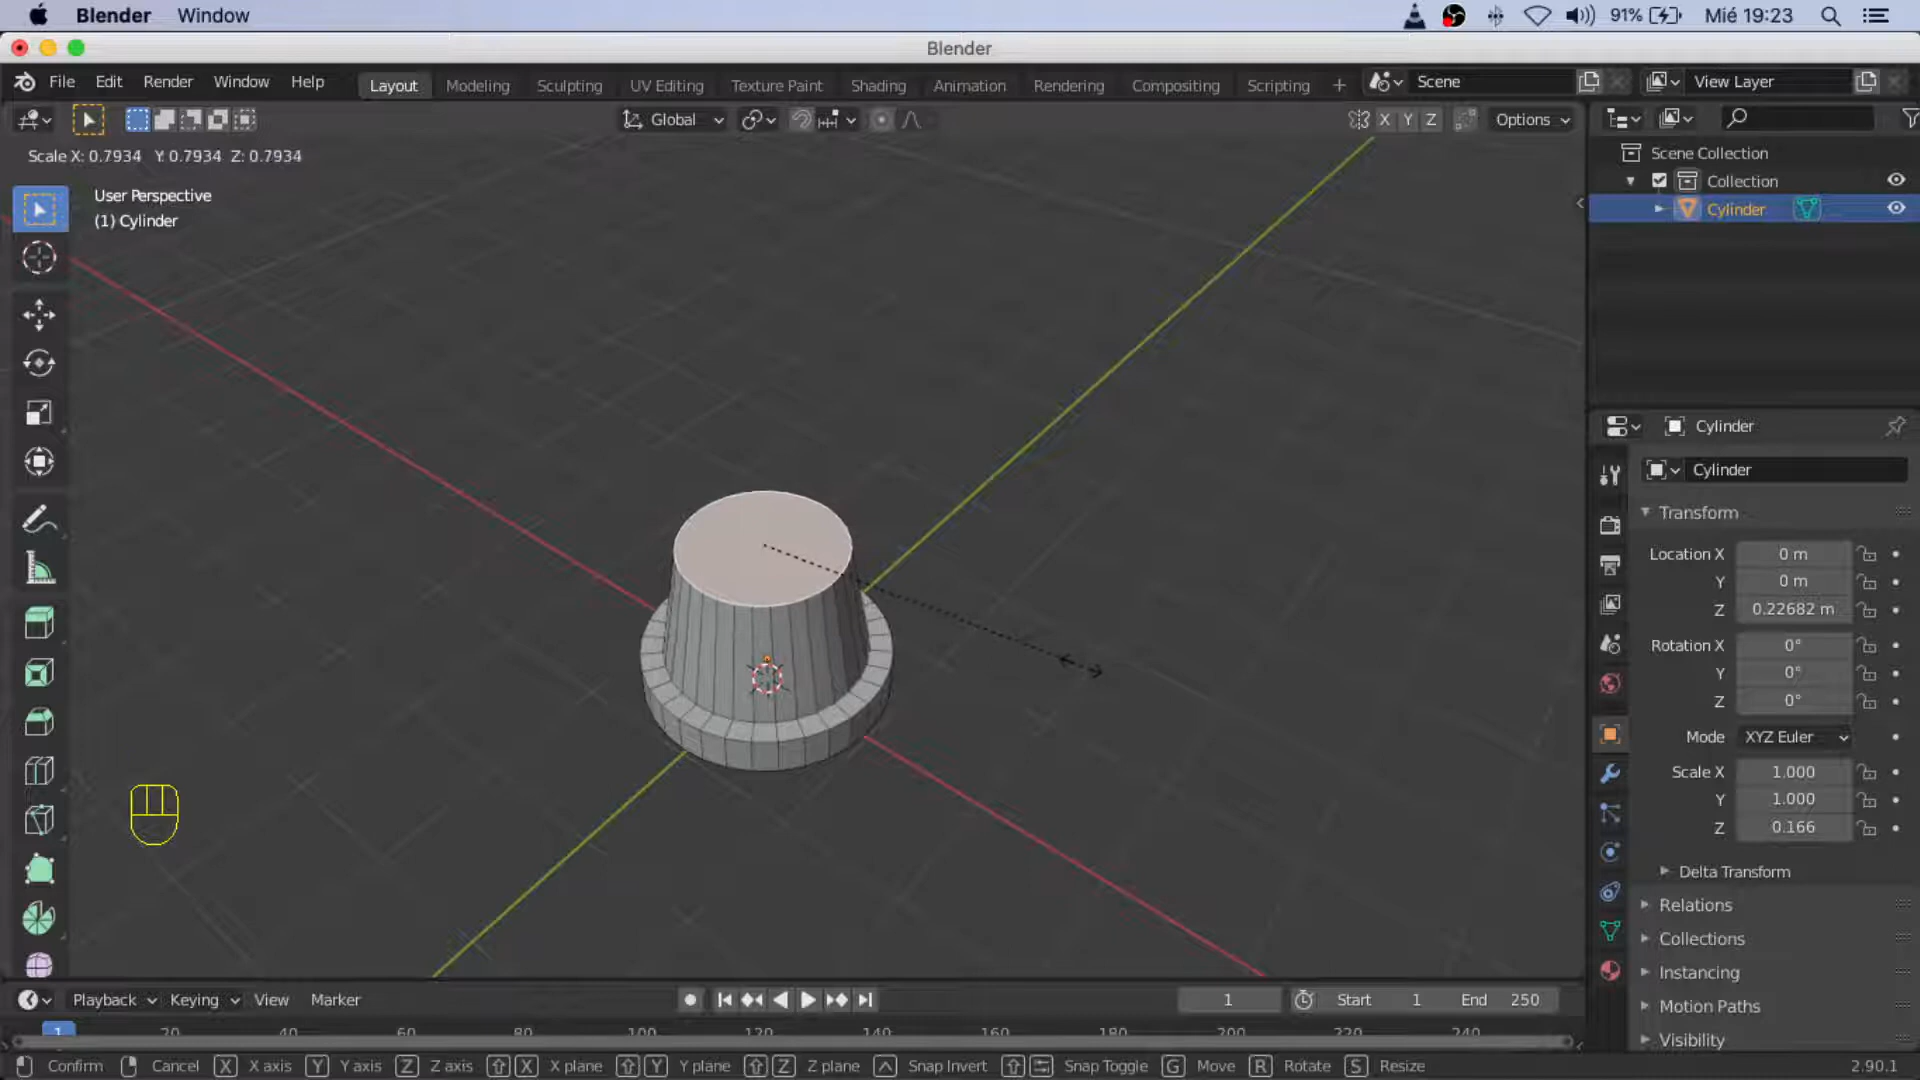 Blender Window 91% Mié 19:23
Blender
File Edit Render Window Help Layout Modeling Sculpting UV Editing Texture Paint Shading Animation Rendering Compositing Scripting + Scene View Layer
Global X Y Z Options
Scale X: 0.7934 Y: 0.7934 Z: 0.7934
User Perspective
(1) Cylinder
Scene Collection
Collection
Cylinder
Cylinder
Cylinder
Transform
Location X 0 m
Y 0 m
Z 0.22682 m
Rotation X 0°
Y 0°
Z 0°
Mode XYZ Euler
Scale X 1.000
Y 1.000
Z 0.166
Delta Transform
Relations
Collections
Instancing
Motion Paths
Visibility
Playback Keying View Marker 1 Start 1 End 250
1 20 40 60 80 100 120 140 160 180 200 220 240
Confirm Cancel X X axis Y Y axis Z Z axis X X plane Y Y plane Z Z plane Snap Invert Snap Toggle G Move R Rotate S Resize 2.90.1